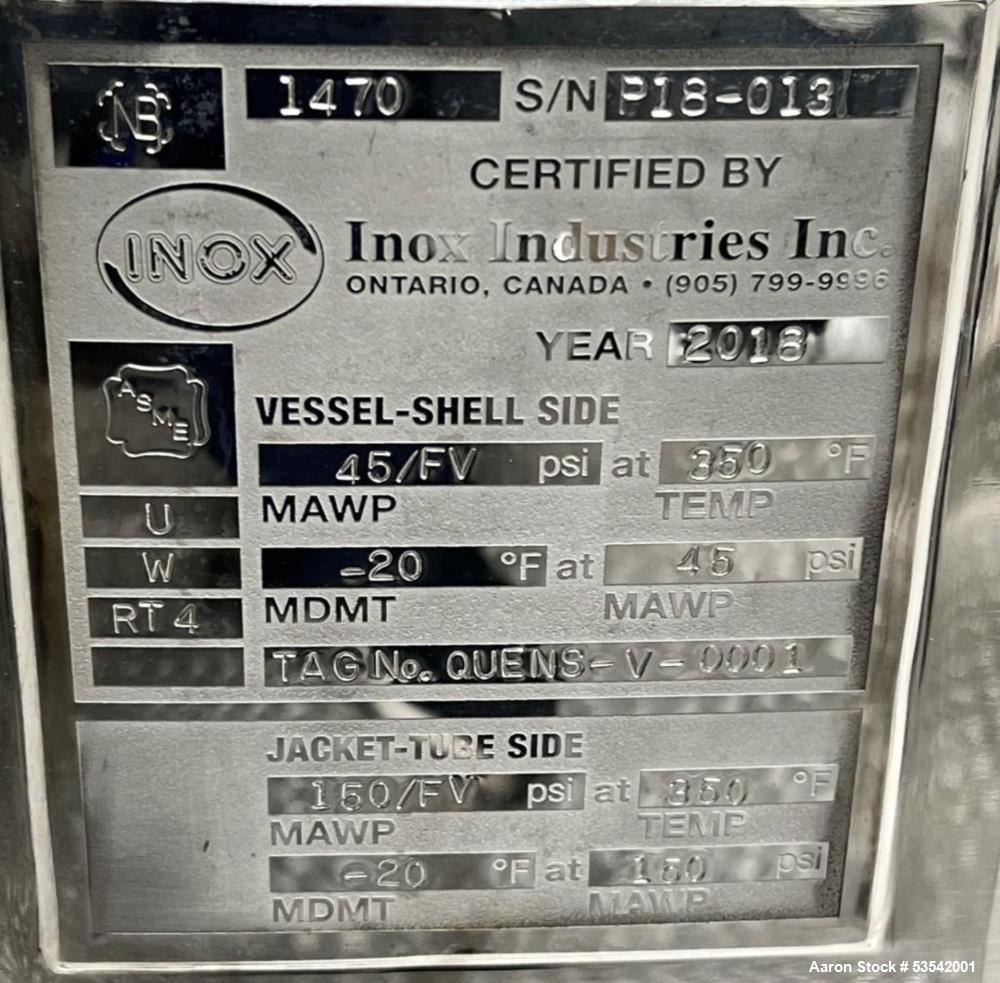 NB 1470 S/N P18-013
CERTIFIED BY
INOX Inox Industries Inc.
ONTARIO, CANADA • (905) 799-9996
YEAR 2018
ASME
VESSEL-SHELL SIDE
45/FV psi at 350 °F
MAWP TEMP
U
W
RT 4
-20 °F at 45 psi
MDMT MAWP
TAG No. QUENS-V-0001
JACKET-TUBE SIDE
150/FV psi at 350 °F
MAWP TEMP
-20 °F at 150 psi
MDMT MAWP
Aaron Stock # 53542001